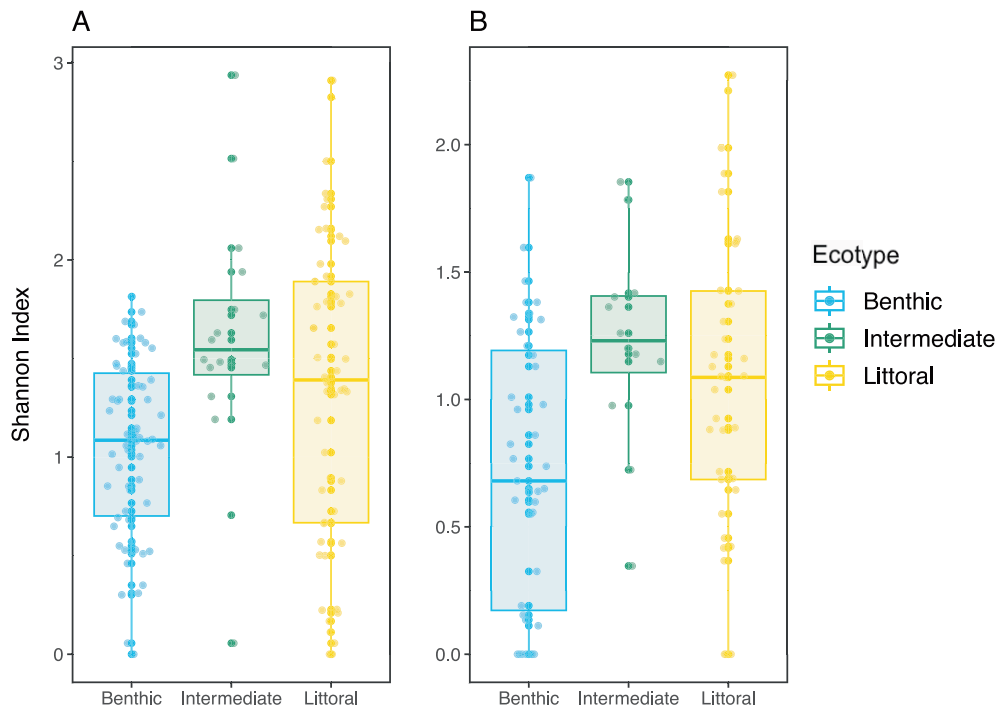 A
B
Shannon Index
3
2
1
0
Benthic
Intermediate
Littoral
2.0
1.5
1.0
0.5
0.0
Benthic
Intermediate
Littoral
Ecotype
Benthic
Intermediate
Littoral